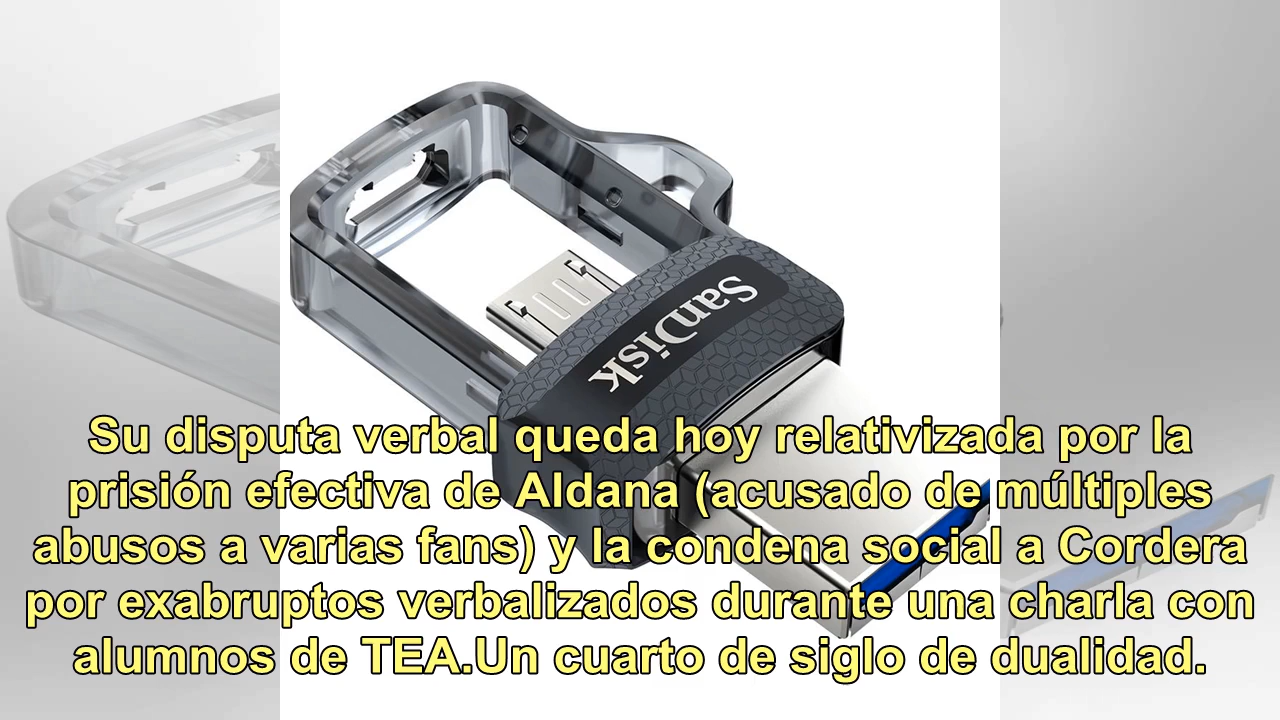 SanDisk
Su disputa verbal queda hoy relativizada por la
prisión efectiva de Aldana (acusado de múltiples
abusos a varias fans) y la condena social a Cordera
por exabruptos verbalizados durante una charla con
alumnos de TEA.Un cuarto de siglo de dualidad.